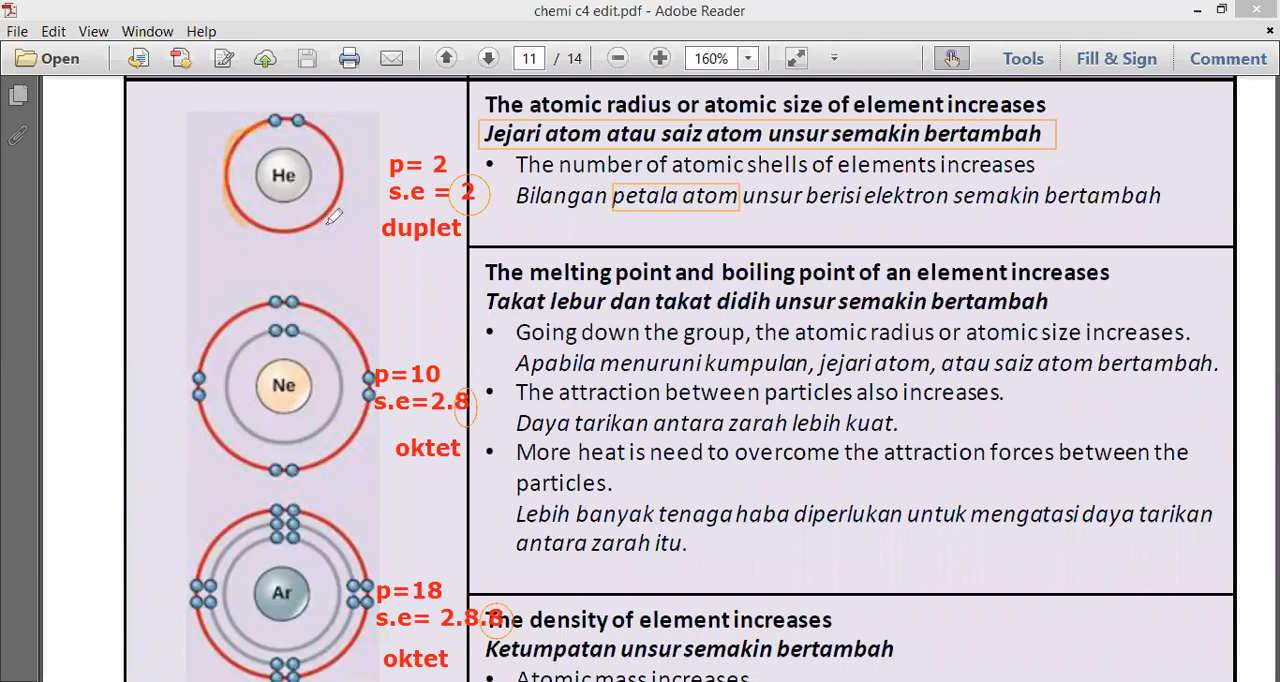 chemi c4 edit.pdf - Adobe Reader
File Edit View Window Help
Open 11 / 14 160% Tools Fill & Sign Comment
He
p= 2
s.e = 2
duplet
Ne
p=10
s.e=2.8
oktet
Ar
p=18
s.e= 2.8.8
oktet
The atomic radius or atomic size of element increases
Jejari atom atau saiz atom unsur semakin bertambah
• The number of atomic shells of elements increases
Bilangan petala atom unsur berisi elektron semakin bertambah
The melting point and boiling point of an element increases
Takat lebur dan takat didih unsur semakin bertambah
• Going down the group, the atomic radius or atomic size increases.
Apabila menuruni kumpulan, jejari atom, atau saiz atom bertambah.
• The attraction between particles also increases.
Daya tarikan antara zarah lebih kuat.
• More heat is need to overcome the attraction forces between the
particles.
Lebih banyak tenaga haba diperlukan untuk mengatasi daya tarikan
antara zarah itu.
The density of element increases
Ketumpatan unsur semakin bertambah
• Atomic mass increases